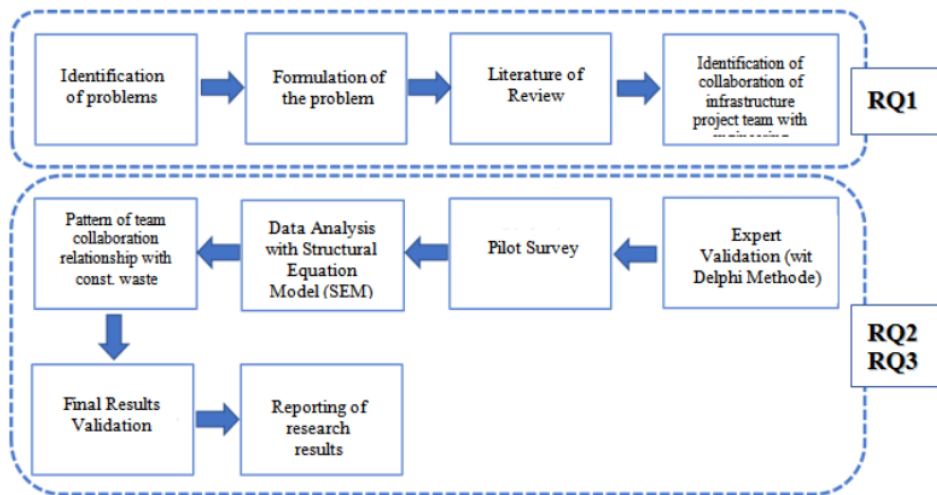 Identification
of problems
Formulation of
the problem
Literature of
Review
Identification of
collaboration of
infrastructure
project team with
RQ1
Pattern of team
collaboration
relationship with
const. waste
Data Analysis
with Structural
Equation
Model (SEM)
Pilot Survey
Expert
Validation (wit
Delphi Methode)
RQ2
RQ3
Final Results
Validation
Reporting of
research
results